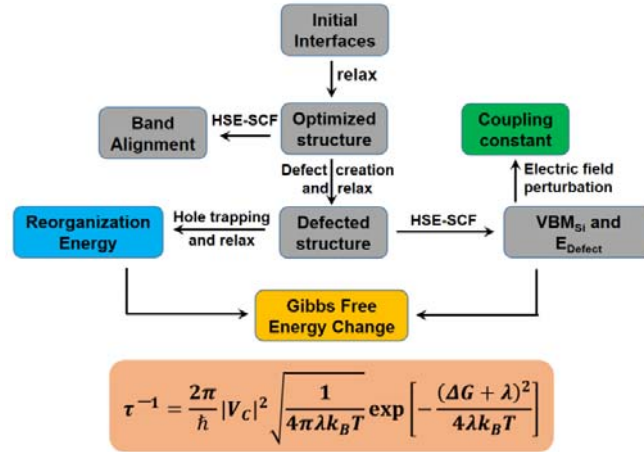 Initial
Interfaces
relax
Band
Alignment
HSE-SCF
Optimized
structure
Coupling
constant
Defect creation
and relax
Electric field
perturbation
Reorganization
Energy
Hole trapping
and relax
Defected
structure
HSE-SCF
VBM_Si and
E_Defect
Gibbs Free
Energy Change
τ⁻¹ = 2π/ℏ |V_C|² √(1/(4πλk_BT)) exp[−(ΔG + λ)²/(4λk_BT)]